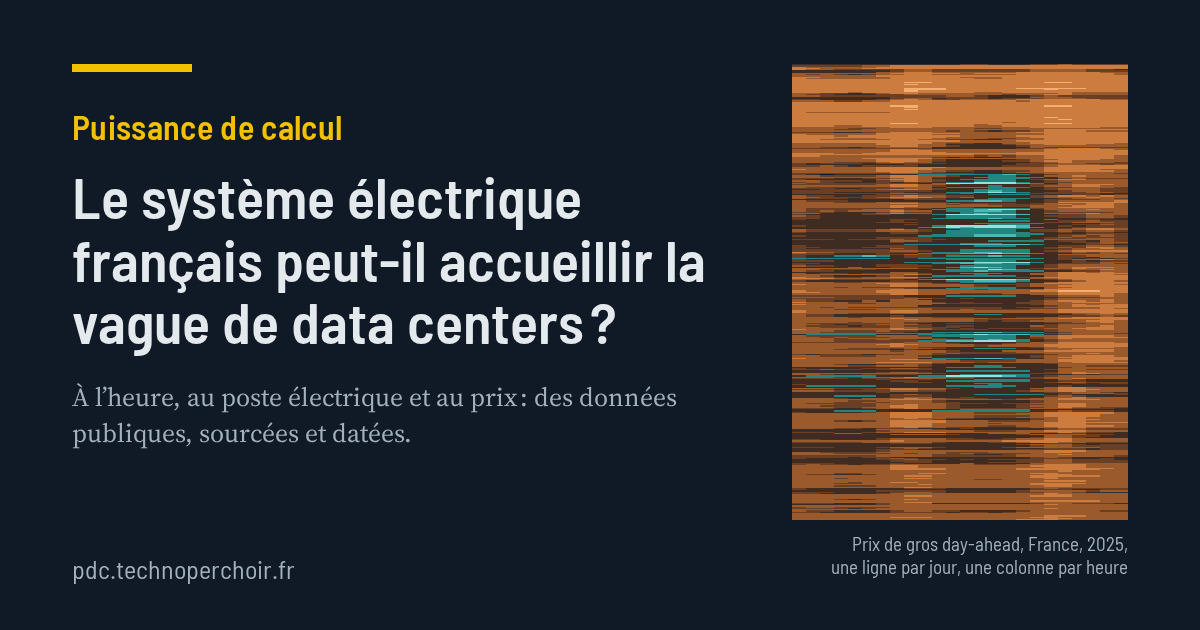 Puissance de calcul
Le système électrique
français peut-il accueillir la
vague de data centers ?
À l’heure, au poste électrique et au prix : des données
publiques, sourcées et datées.
pdc.technoperchoir.fr
Prix de gros day-ahead, France, 2025,
une ligne par jour, une colonne par heure